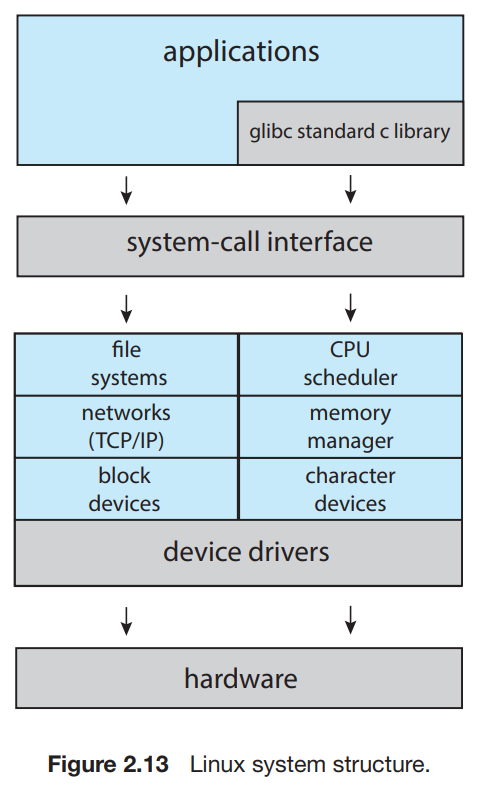 applications
glibc standard c library
system-call interface
file
systems
CPU
scheduler
networks
(TCP/IP)
memory
manager
block
devices
character
devices
device drivers
hardware
Figure 2.13 Linux system structure.